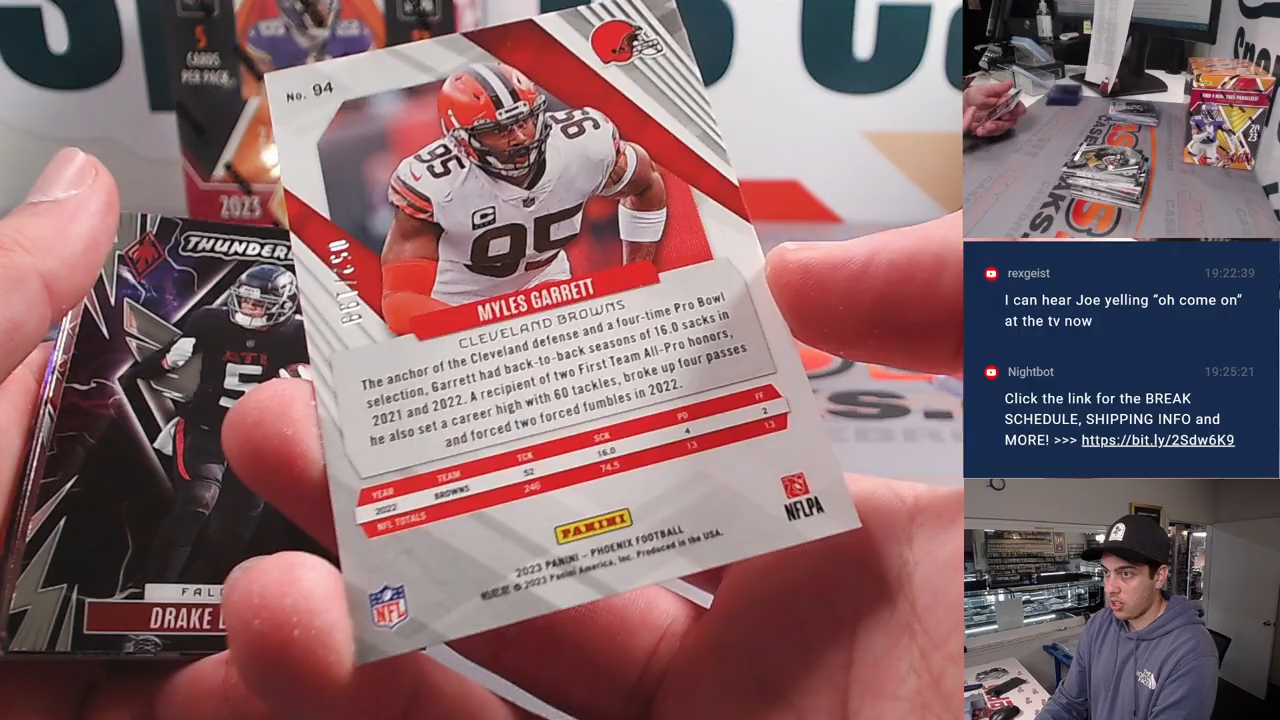 5
CARDS
PER PACK.
2023
No. 94
95
95
C
95
MYLES GARRETT
CLEVELAND BROWNS
The anchor of the Cleveland defense and a four-time Pro Bowl
selection, Garrett had back-to-back seasons of 16.0 sacks in
2021 and 2022. A recipient of two First Team All-Pro honors,
he also set a career high with 60 tackles, broke up four passes
and forced two fumbles in 2022.
YEAR TEAM TCK SCK PD FF
2022 BROWNS 52 16.0 4 2
NFL TOTALS 246 74.5 13 13
PANINI
NFLPA
2023 PANINI – PHOENIX FOOTBALL
© 2023 Panini America, Inc. Produced in the USA.
NFL
ATL
5
DRAKE
rexgeist 19:22:39
I can hear Joe yelling “oh come on”
at the tv now
Nightbot 19:25:21
Click the link for the BREAK
SCHEDULE, SHIPPING INFO and
MORE! >>> https://bit.ly/2Sdw6K9